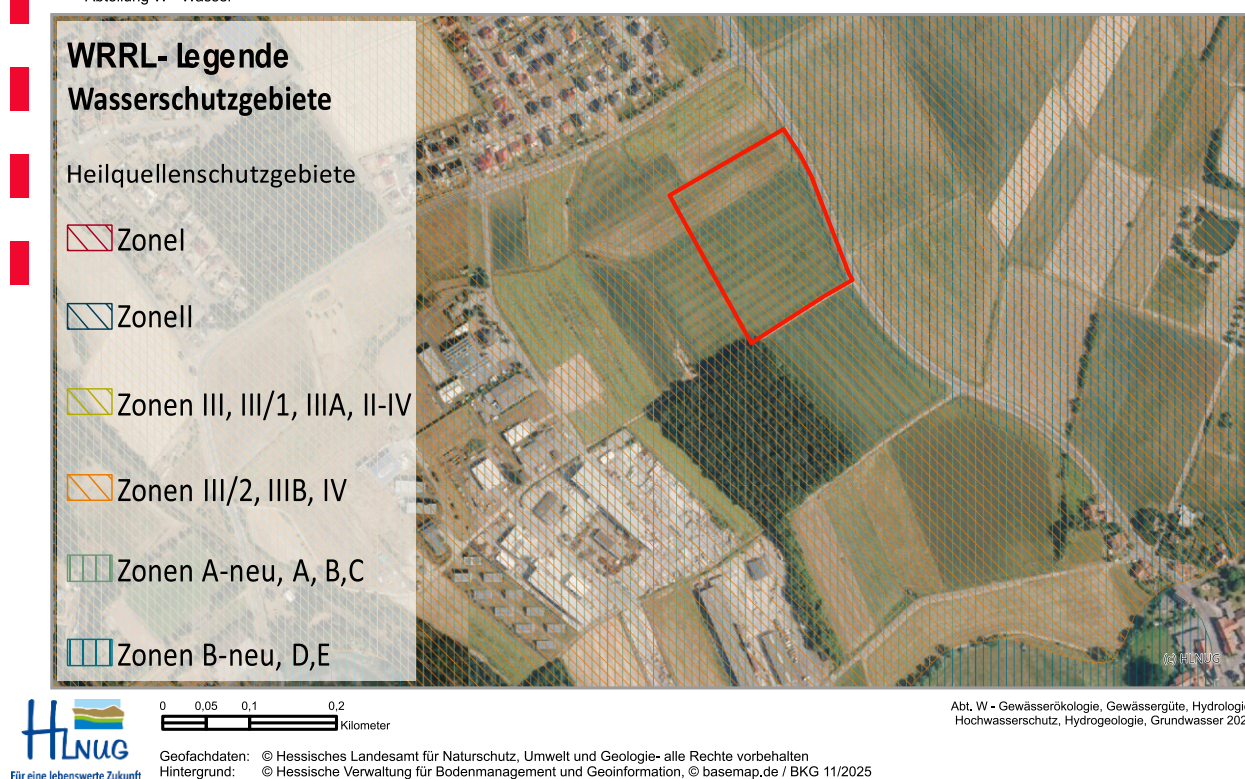 WRRL- Legende
Wasserschutzgebiete
Heilquellenschutzgebiete
ZoneI
ZoneII
Zonen III, III/1, IIIA, II-IV
Zonen III/2, IIIB, IV
Zonen A-neu, A, B,C
Zonen B-neu, D,E
(c) HLNUG
HLNUG
Für eine lebenswerte Zukunft
0 0,05 0,1 0,2
Kilometer
Abt. W - Gewässerökologie, Gewässergüte, Hydrologie
Hochwasserschutz, Hydrogeologie, Grundwasser 202
Geofachdaten: © Hessisches Landesamt für Naturschutz, Umwelt und Geologie- alle Rechte vorbehalten
Hintergrund: © Hessische Verwaltung für Bodenmanagement und Geoinformation, © basemap.de / BKG 11/2025